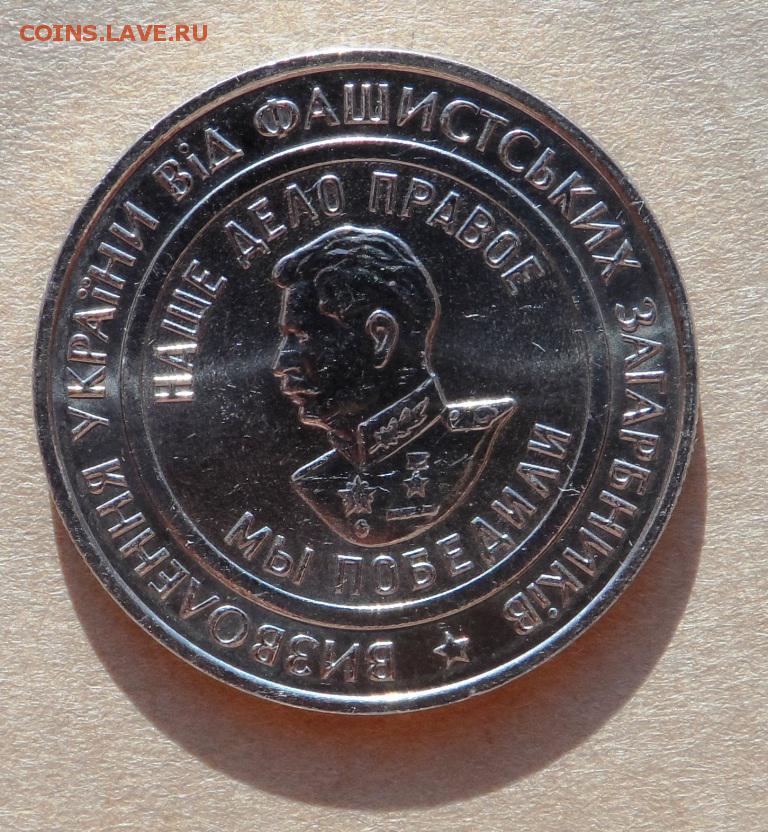 COINS.LAVE.RU
ВИЗВОЛЕННЯ УКРАЇНИ ВіД ФАШИСТСЬКИХ ЗАГАРБНИКіВ
НАШЕ ДЕЛО ПРАВОЕ
МЫ ПОБЕДИЛИ